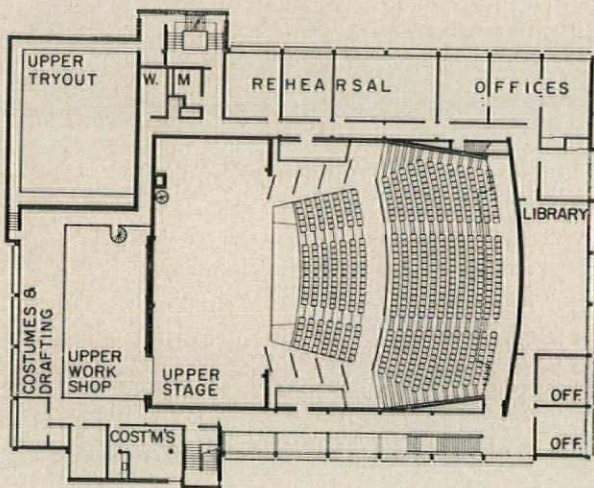 UPPER
TRYOUT
W. M
REHEARSAL
OFFICES
LIBRARY
COSTUMES &
DRAFTING
UPPER
WORK
SHOP
UPPER
STAGE
OFF.
OFF.
COST'M'S